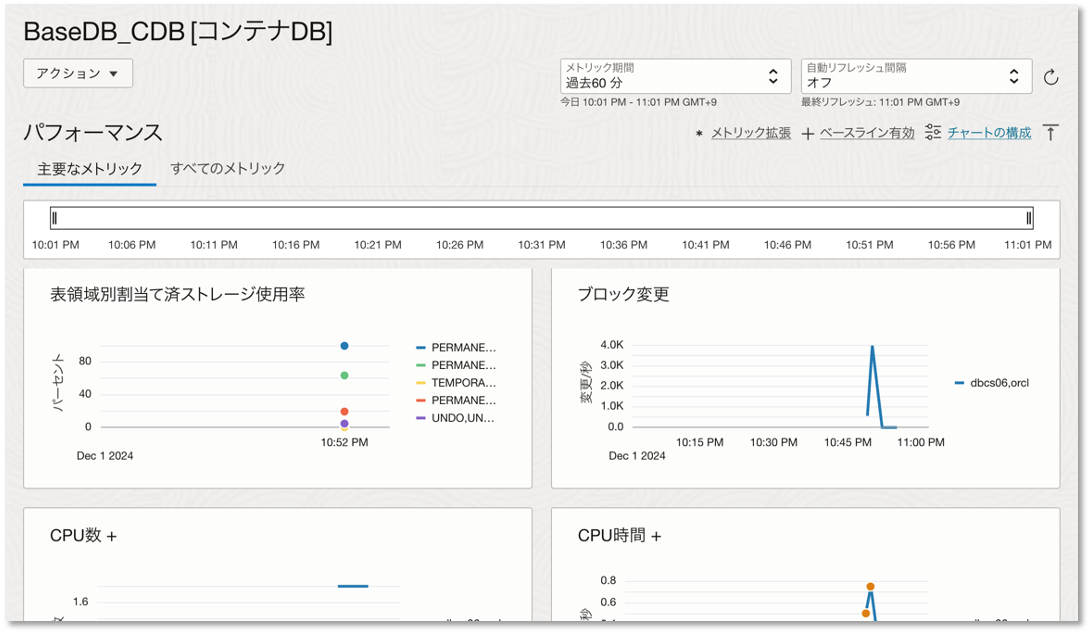 BaseDB_CDB [コンテナDB]
アクション
メトリック期間
過去60 分
今日 10:01 PM - 11:01 PM GMT+9
自動リフレッシュ間隔
オフ
最終リフレッシュ: 11:01 PM GMT+9
パフォーマンス
* メトリック拡張 + ベースライン有効 チャートの構成
主要なメトリック すべてのメトリック
10:01 PM 10:06 PM 10:11 PM 10:16 PM 10:21 PM 10:26 PM 10:31 PM 10:36 PM 10:41 PM 10:46 PM 10:51 PM 10:56 PM 11:01 PM
表領域別割当て済ストレージ使用率
パーセント
80
40
0
10:52 PM
Dec 1 2024
PERMANE...
PERMANE...
TEMPORA...
PERMANE...
UNDO,UN...
ブロック変更
変更/秒
4.0K
3.0K
2.0K
1.0K
0.0
10:15 PM 10:30 PM 10:45 PM 11:00 PM
Dec 1 2024
dbcs06,orcl
CPU数 +
1.6
CPU時間 +
0.8
0.6
秒